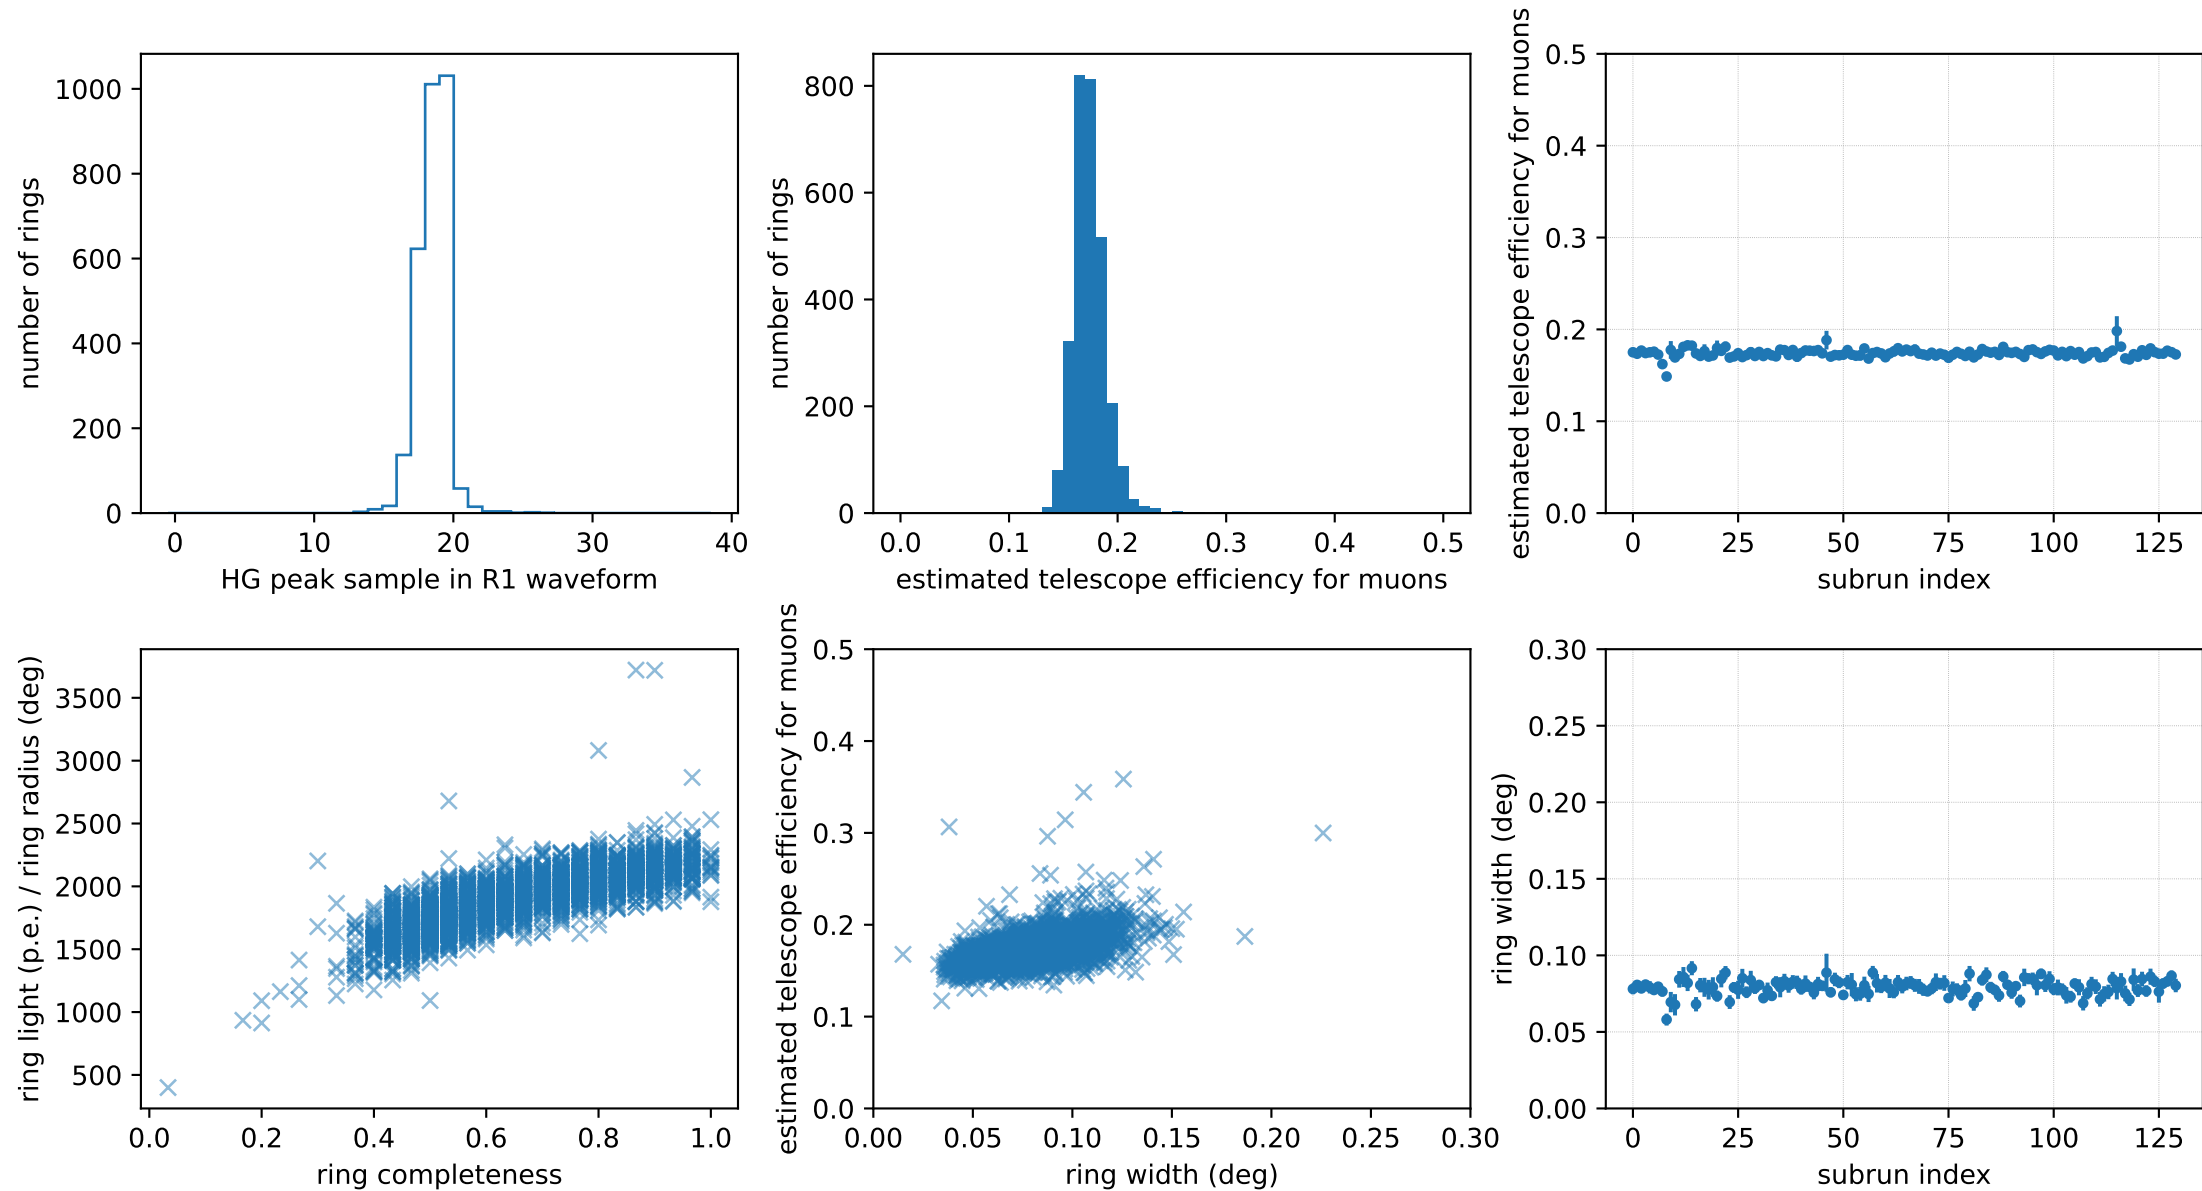 number of rings
1000
800
600
400
200
0
0 10 20 30 40
HG peak sample in R1 waveform
number of rings
800
600
400
200
0
0.0 0.1 0.2 0.3 0.4 0.5
estimated telescope efficiency for muons
estimated telescope efficiency for muons
0.5
0.4
0.3
0.2
0.1
0.0
0 25 50 75 100 125
subrun index
ring light (p.e.) / ring radius (deg)
3500
3000
2500
2000
1500
1000
500
0.0 0.2 0.4 0.6 0.8 1.0
ring completeness
estimated telescope efficiency for muons
0.5
0.4
0.3
0.2
0.1
0.0
0.00 0.05 0.10 0.15 0.20 0.25 0.30
ring width (deg)
ring width (deg)
0.30
0.25
0.20
0.15
0.10
0.05
0.00
0 25 50 75 100 125
subrun index